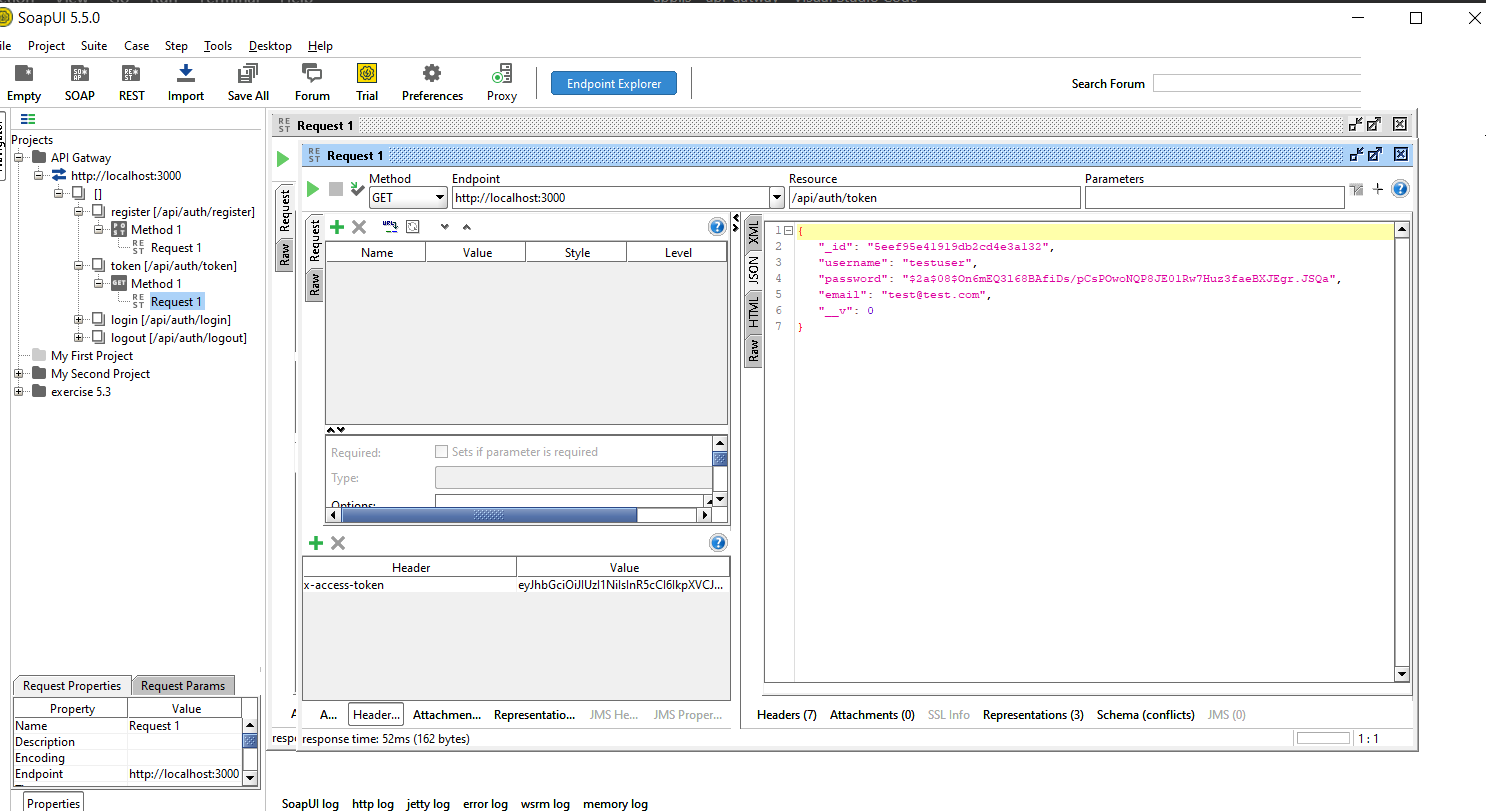 SoapUI 5.5.0
ile Project Suite Case Step Tools Desktop Help
Empty SOAP REST Import Save All Forum Trial Preferences Proxy Endpoint Explorer Search Forum
Projects
API Gatway
http://localhost:3000
[]
register [/api/auth/register]
POST Method 1
REST Request 1
token [/api/auth/token]
GET Method 1
REST Request 1
login [/api/auth/login]
logout [/api/auth/logout]
My First Project
My Second Project
exercise 5.3
Request Properties Request Params
Property Value
Name Request 1
Description
Encoding
Endpoint http://localhost:3000
Properties
REST Request 1
Request
Raw
REST Request 1
Method Endpoint Resource Parameters
GET http://localhost:3000 /api/auth/token
Request
Raw
Name Value Style Level
Required: Sets if parameter is required
Type:
Options:
Header Value
x-access-token eyJhbGciOiJIUzI1NiIsInR5cCI6IkpXVCJ...
A... Header... Attachmen... Representatio... JMS He... JMS Proper...
XML
JSON
HTML
Raw
1 {
2 "_id": "5eef95e41919db2cd4e3a132",
3 "username": "testuser",
4 "password": "$2a$08$On6mEQ3168BAfiDs/pCsPOwoNQP8JE01Rw7Huz3faeBXJEgr.JSQa",
5 "email": "test@test.com",
6 "__v": 0
7 }
Headers (7) Attachments (0) SSL Info Representations (3) Schema (conflicts) JMS (0)
response time: 52ms (162 bytes) 1 : 1
SoapUI log http log jetty log error log wsrm log memory log